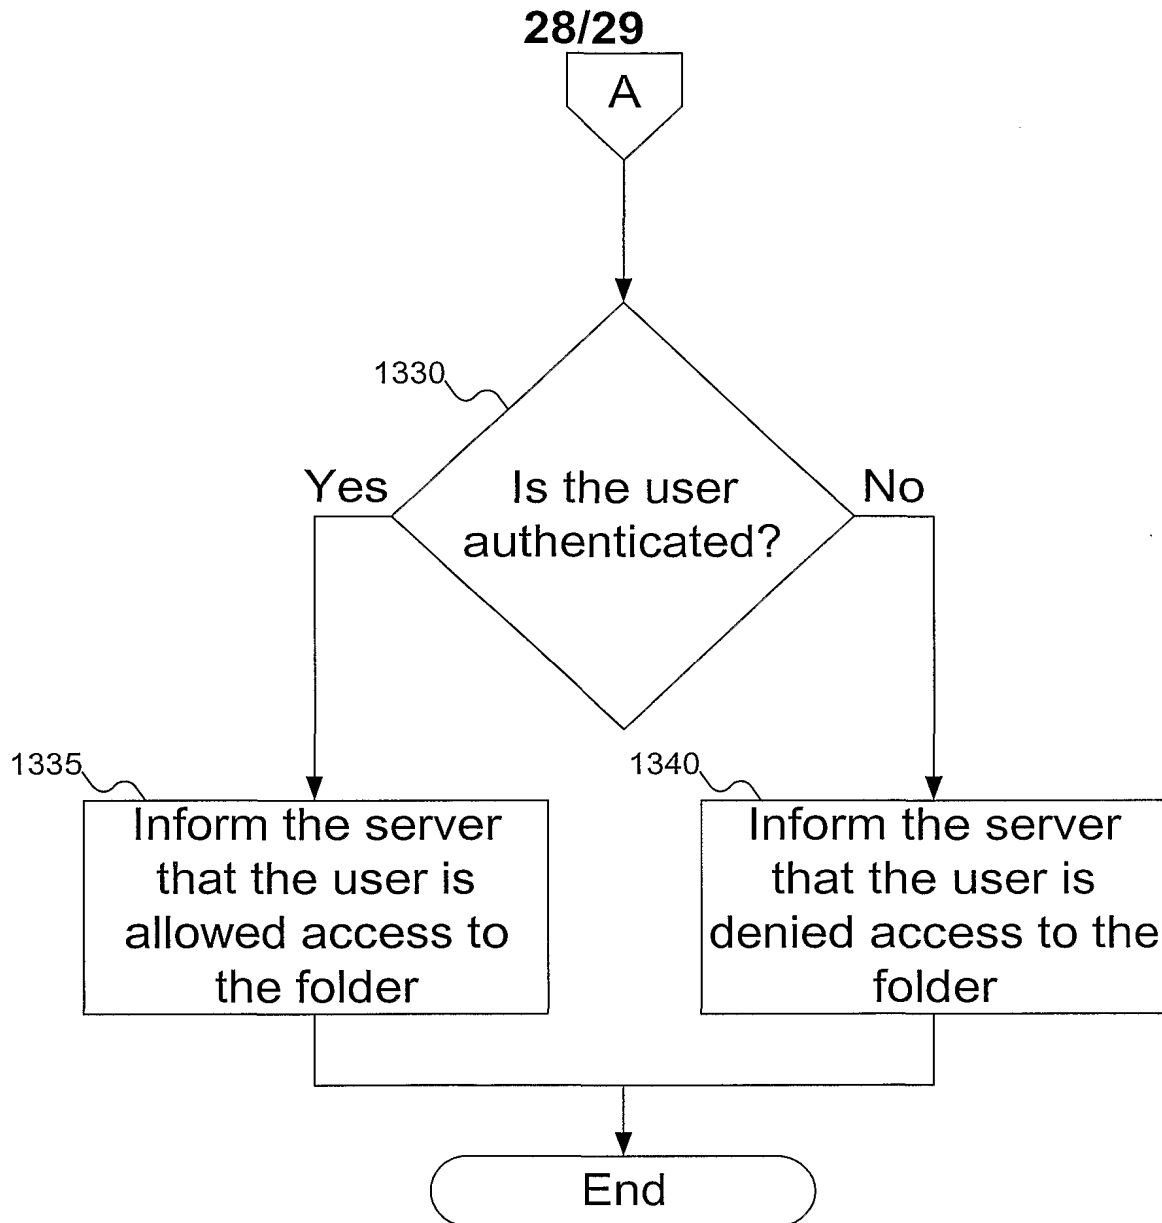 28/29
A
1330
Yes
Is the user
authenticated?
No
1335
Inform the server
that the user is
allowed access to
the folder
1340
Inform the server
that the user is
denied access to the
folder
End